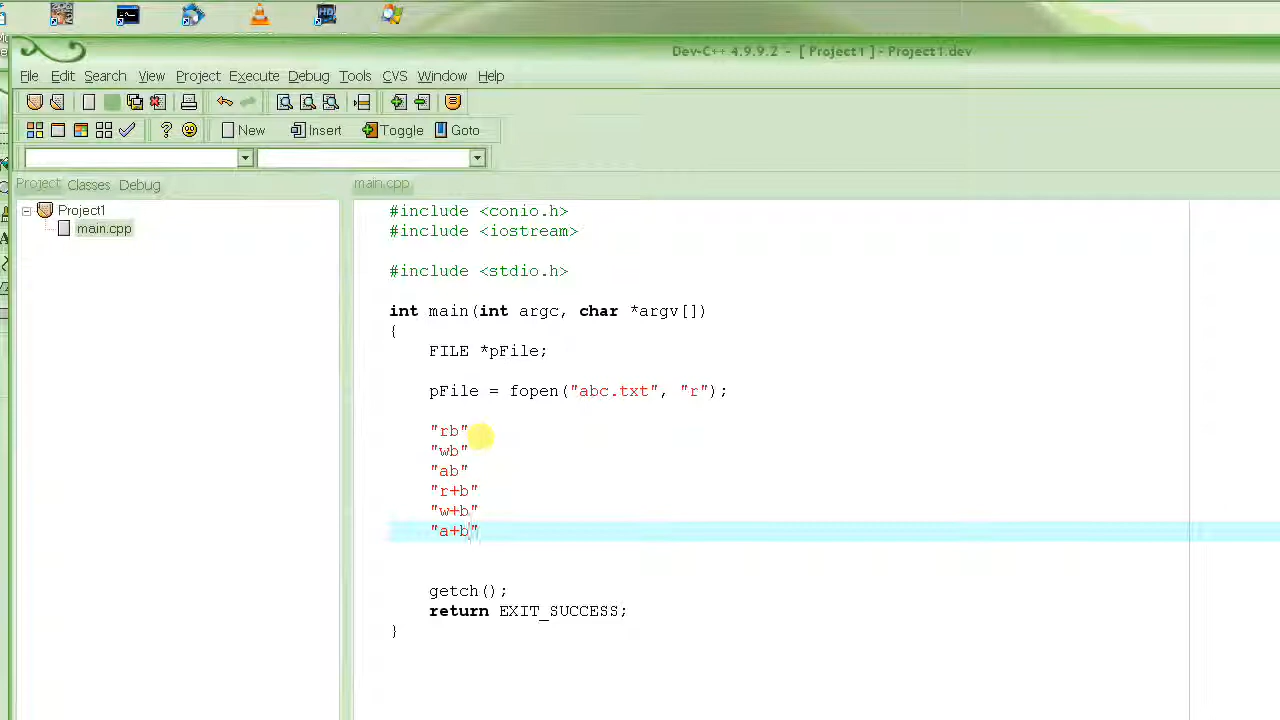 HD
Dev-C++ 4.9.9.2 - [ Project1 ] - Project1.dev
File Edit Search View Project Execute Debug Tools CVS Window Help
New Insert Toggle Goto
Project Classes Debug
main.cpp
Project1
main.cpp
#include <conio.h>
#include <iostream>
#include <stdio.h>
int main(int argc, char *argv[])
{
FILE *pFile;
pFile = fopen("abc.txt", "r");
"rb"
"wb"
"ab"
"r+b"
"w+b"
"a+b"
getch();
return EXIT_SUCCESS;
}